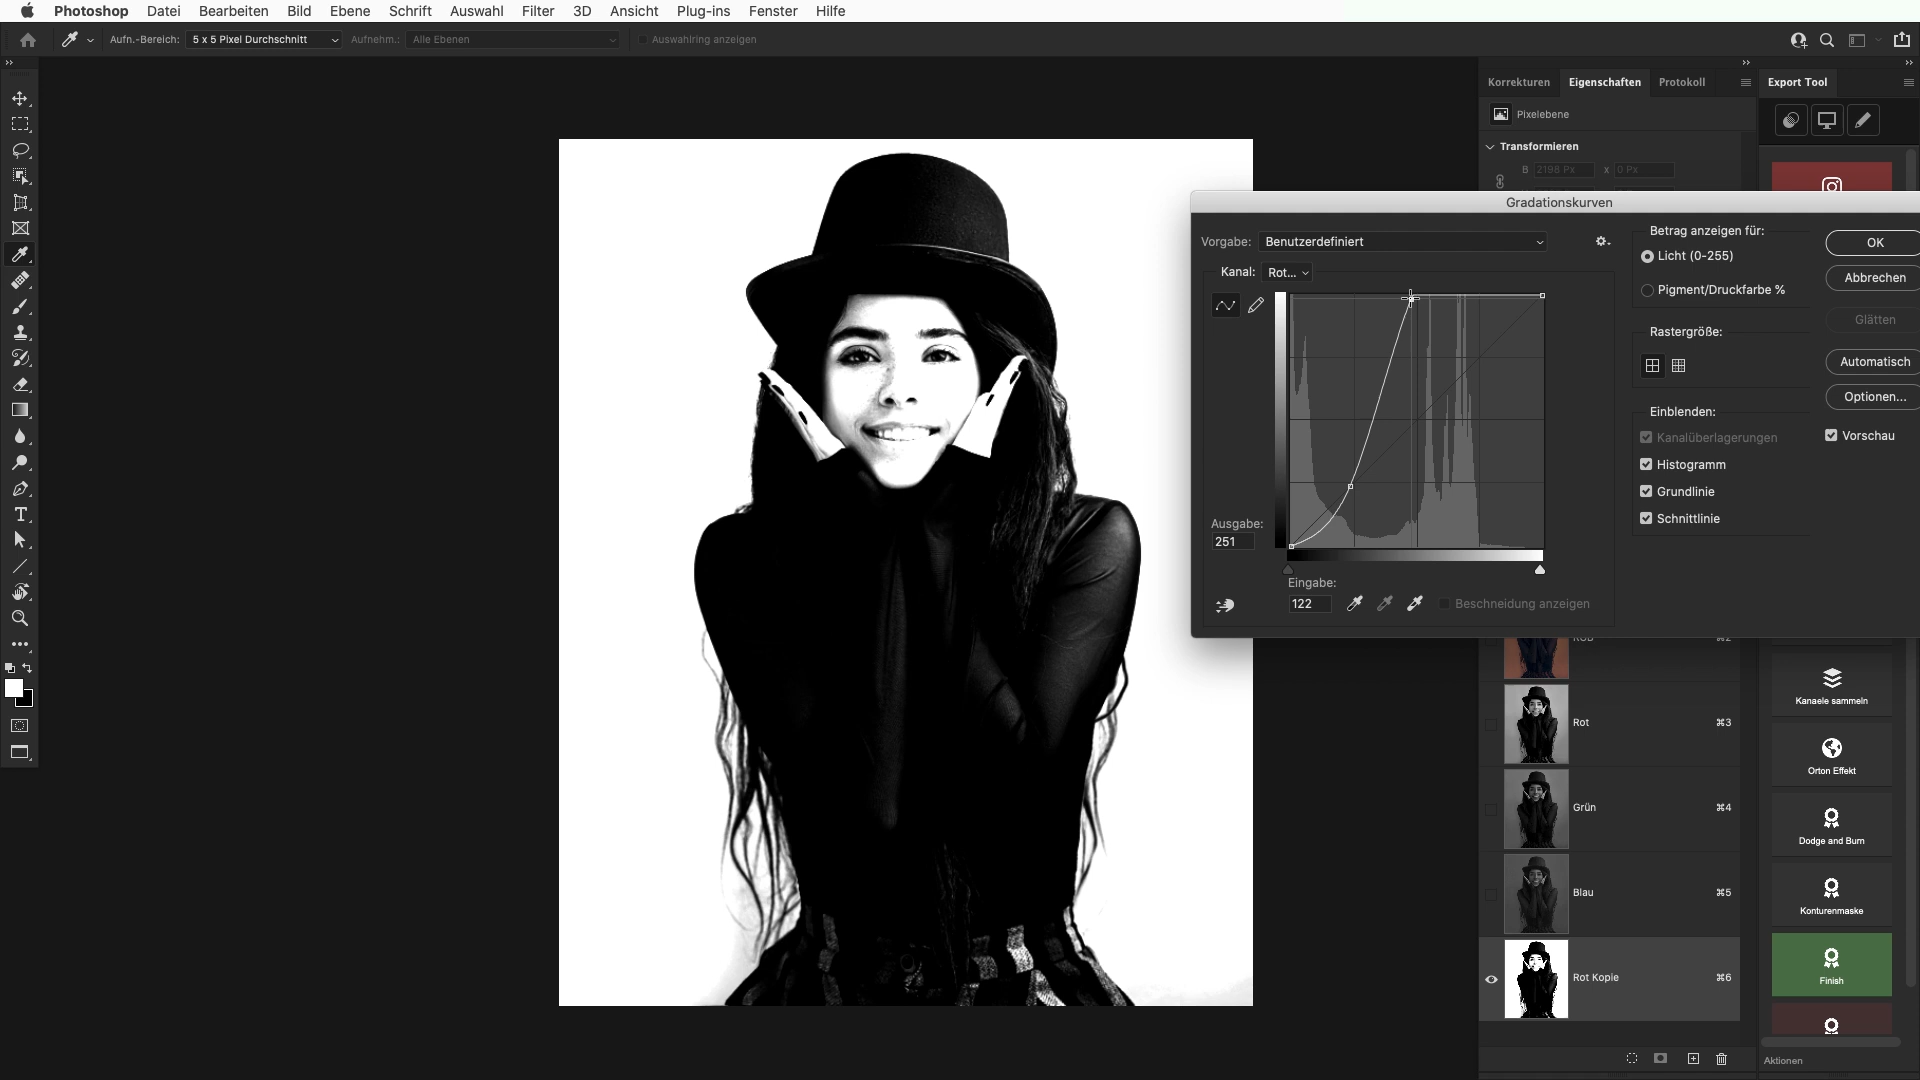 Photoshop Datei Bearbeiten Bild Ebene Schrift Auswahl Filter 3D Ansicht Plug-ins Fenster Hilfe
Aufn.-Bereich: 5 x 5 Pixel Durchschnitt Aufnehm.: Alle Ebenen Auswahlring anzeigen
Korrekturen Eigenschaften Protokoll
Export Tool
Pixelebene
Transformieren
B 2198 Px X 0 Px
Gradationskurven
Vorgabe: Benutzerdefiniert
Kanal: Rot...
Ausgabe:
251
Eingabe:
122
Beschneidung anzeigen
Betrag anzeigen für:
Licht (0-255)
Pigment/Druckfarbe %
Rastergröße:
Einblenden:
Kanalüberlagerungen
Histogramm
Grundlinie
Schnittlinie
OK
Abbrechen
Glätten
Automatisch
Optionen...
Vorschau
RGB ⌘2
Rot ⌘3
Grün ⌘4
Blau ⌘5
Rot Kopie ⌘6
Kanaele sammeln
Orton Effekt
Dodge and Burn
Konturenmaske
Finish
Aktionen